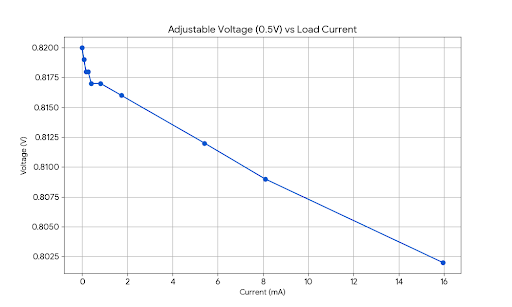 Adjustable Voltage (0.5V) vs Load Current
0.8200
0.8175
0.8150
0.8125
0.8100
0.8075
0.8050
0.8025
Voltage (V)
0 2 4 6 8 10 12 14 16
Current (mA)